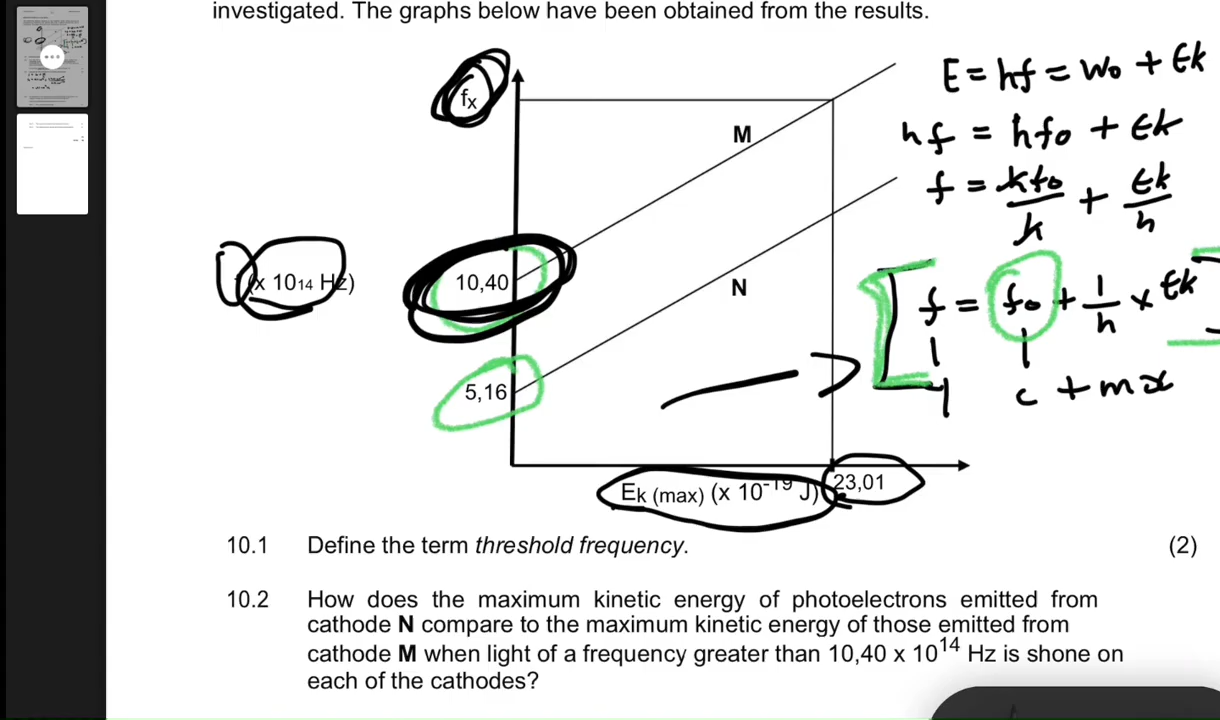 investigated. The graphs below have been obtained from the results.
fx
E = hf = W0 + Ek
hf = hf0 + Ek
M
f = hf0/h + Ek/h
10,40
(x 1014 Hz)
N
f = f0 + 1/h x Ek
y c + mx
5,16
Ek (max) (x 10-19 J)
23,01
10.1 Define the term threshold frequency. (2)
10.2 How does the maximum kinetic energy of photoelectrons emitted from
cathode N compare to the maximum kinetic energy of those emitted from
cathode M when light of a frequency greater than 10,40 x 10^14 Hz is shone on
each of the cathodes?